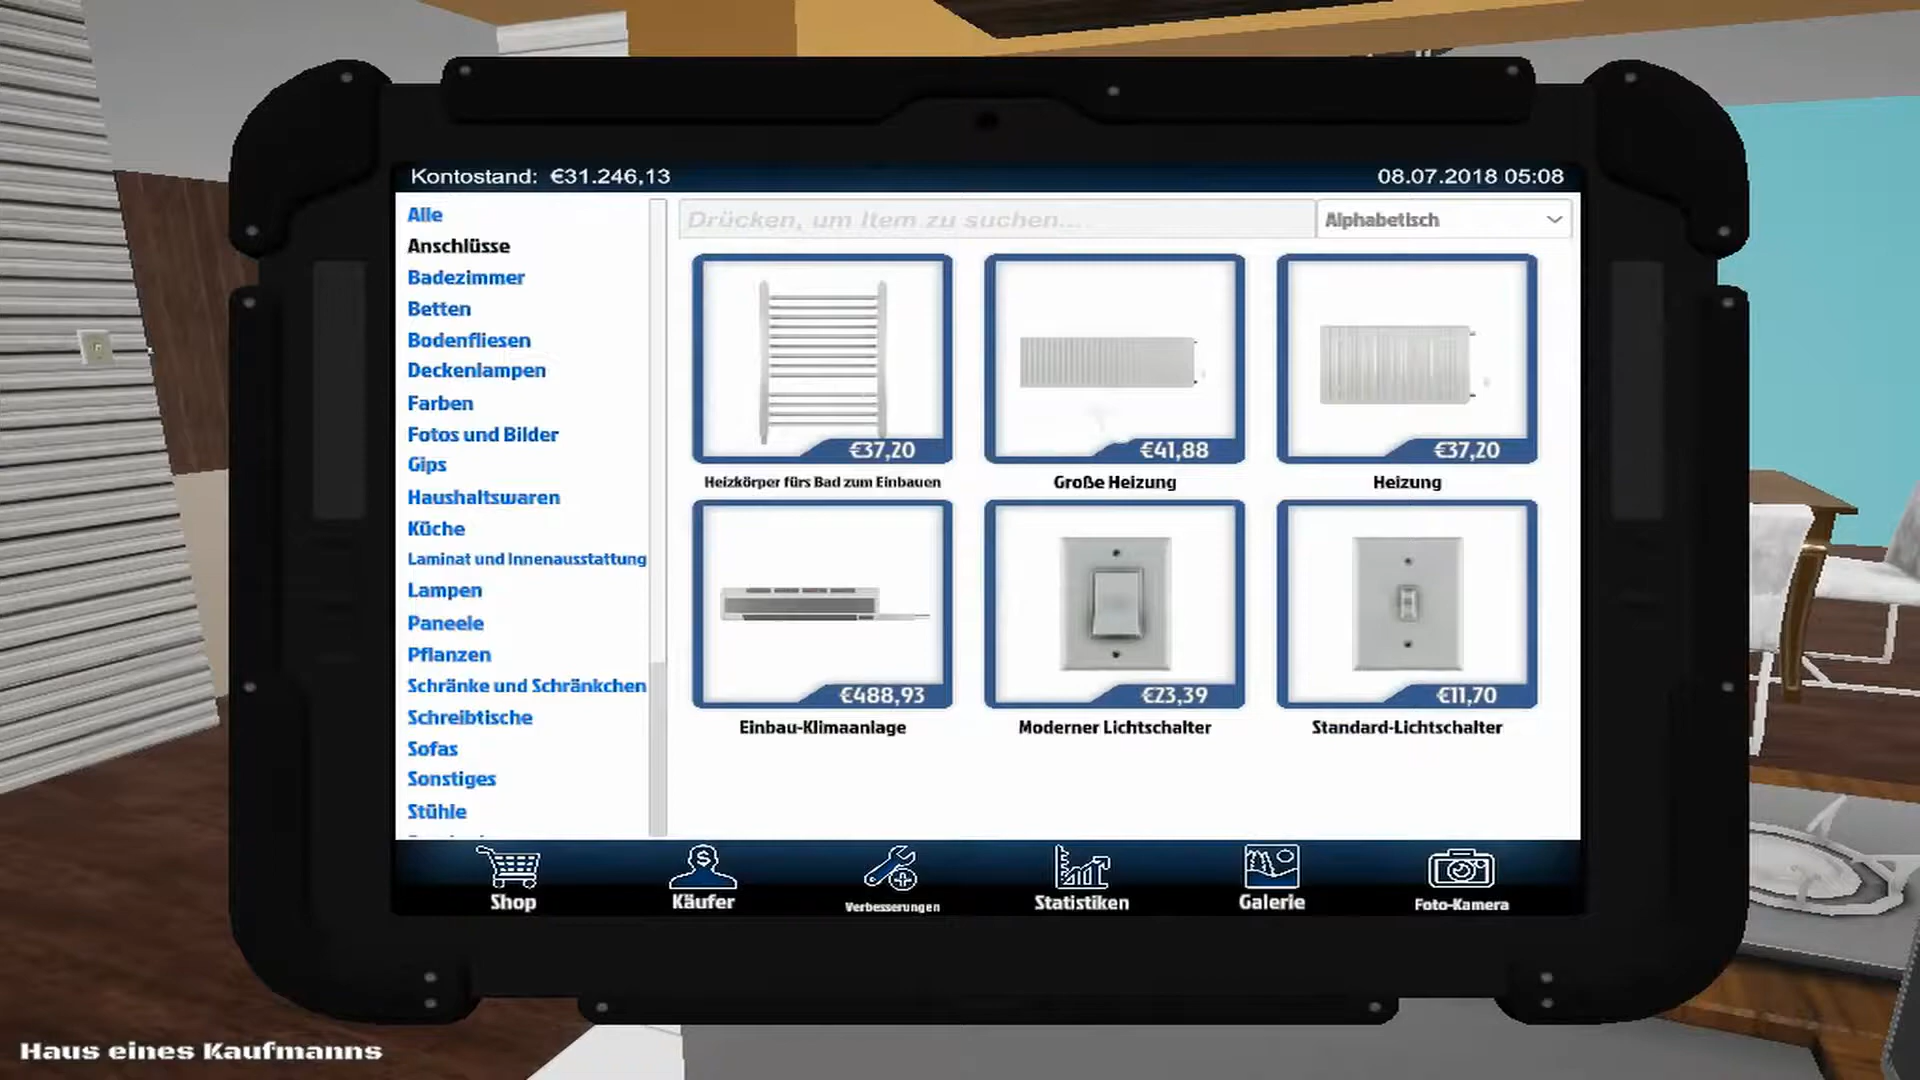 Kontostand: €31.246,13
08.07.2018 05:08
Alle
Anschlüsse
Badezimmer
Betten
Bodenfliesen
Deckenlampen
Farben
Fotos und Bilder
Gips
Haushaltswaren
Küche
Laminat und Innenausstattung
Lampen
Paneele
Pflanzen
Schränke und Schränkchen
Schreibtische
Sofas
Sonstiges
Stühle
Drücken, um Item zu suchen...
Alphabetisch
€37,20
€41,88
€37,20
Heizkörper fürs Bad zum Einbauen
Große Heizung
Heizung
€488,93
€23,39
€11,70
Einbau-Klimaanlage
Moderner Lichtschalter
Standard-Lichtschalter
Shop
Käufer
Verbesserungen
Statistiken
Galerie
Foto-Kamera
Haus eines Kaufmanns